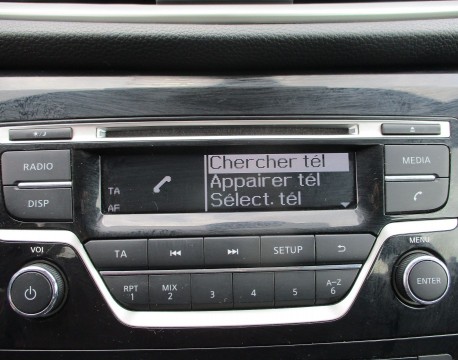 RADIO
DISP
Chercher tél
Appairer tél
Sélect. tél
TA
AF
MEDIA
VOL
TA
SETUP
MENU
RPT 1
MIX 2
3
4
5
A-Z 6
ENTER